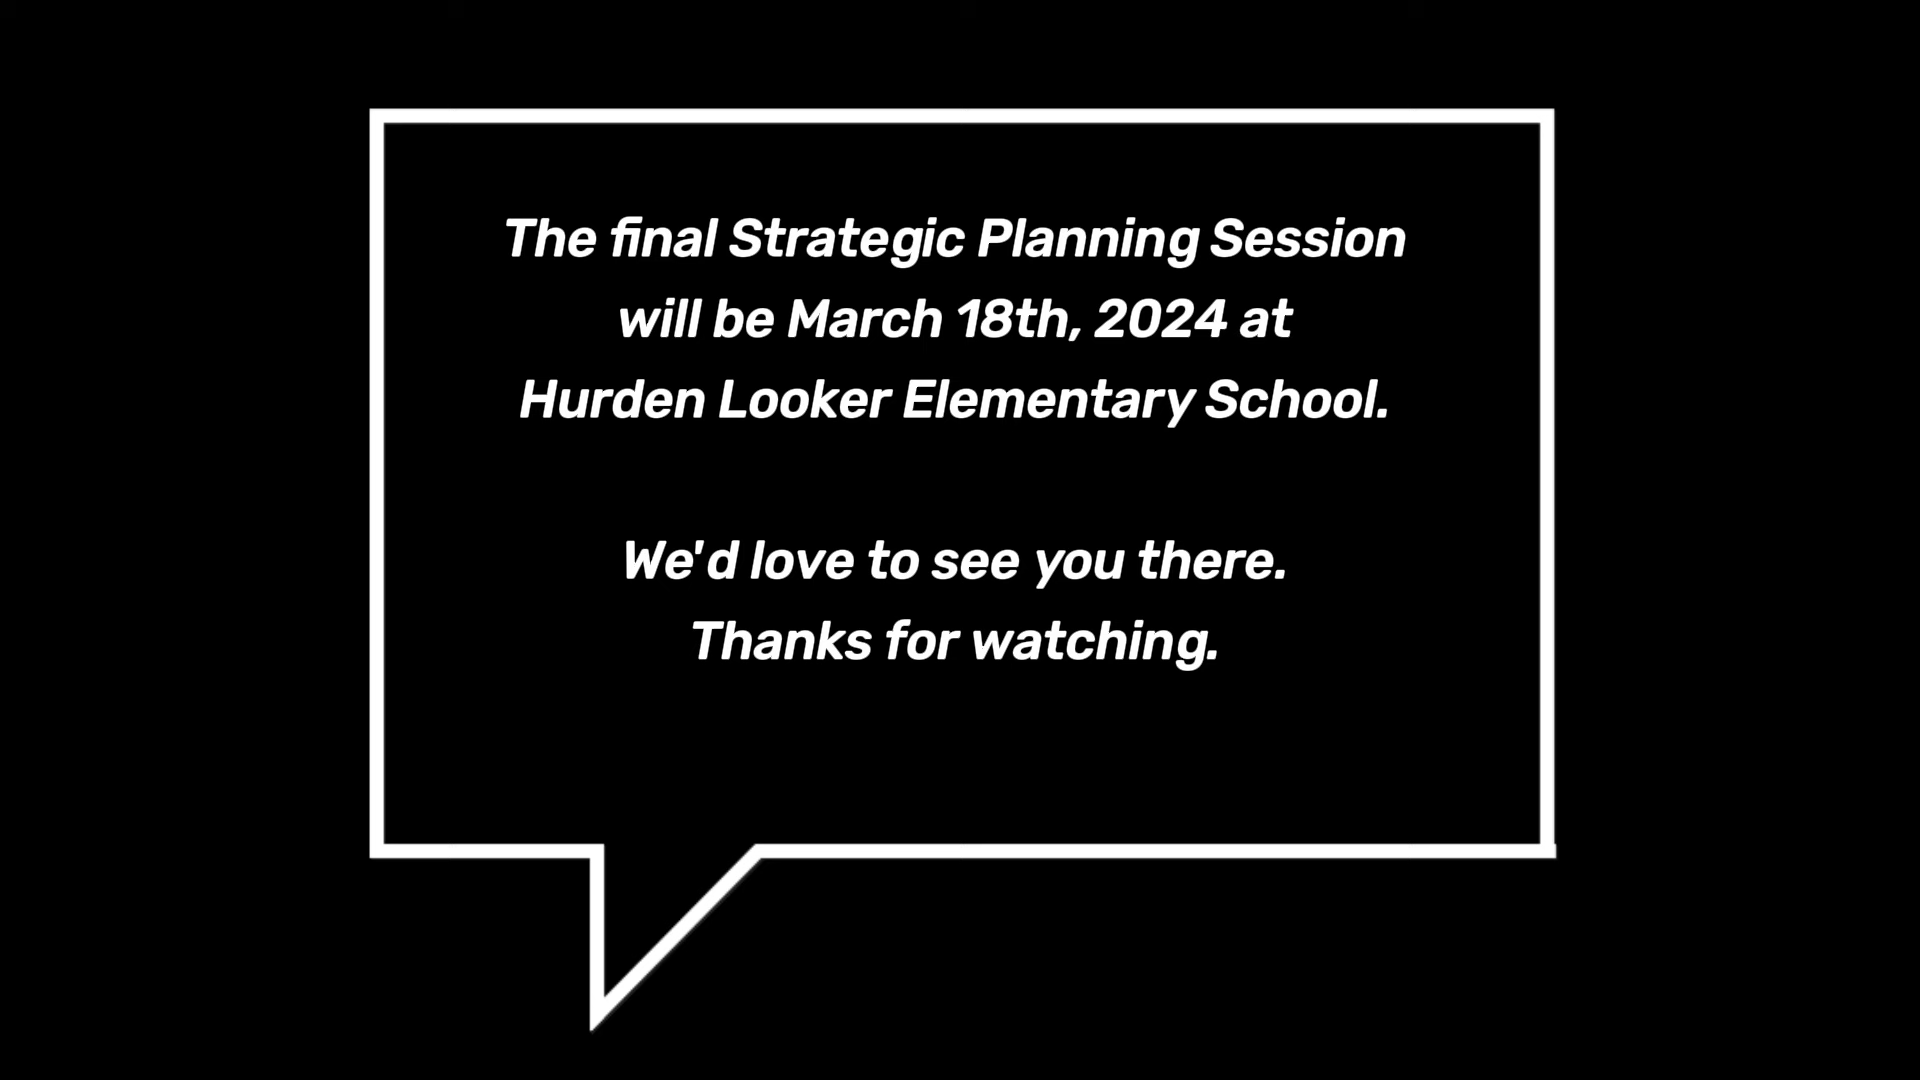 The final Strategic Planning Session
will be March 18th, 2024 at
Hurden Looker Elementary School.
We'd love to see you there.
Thanks for watching.